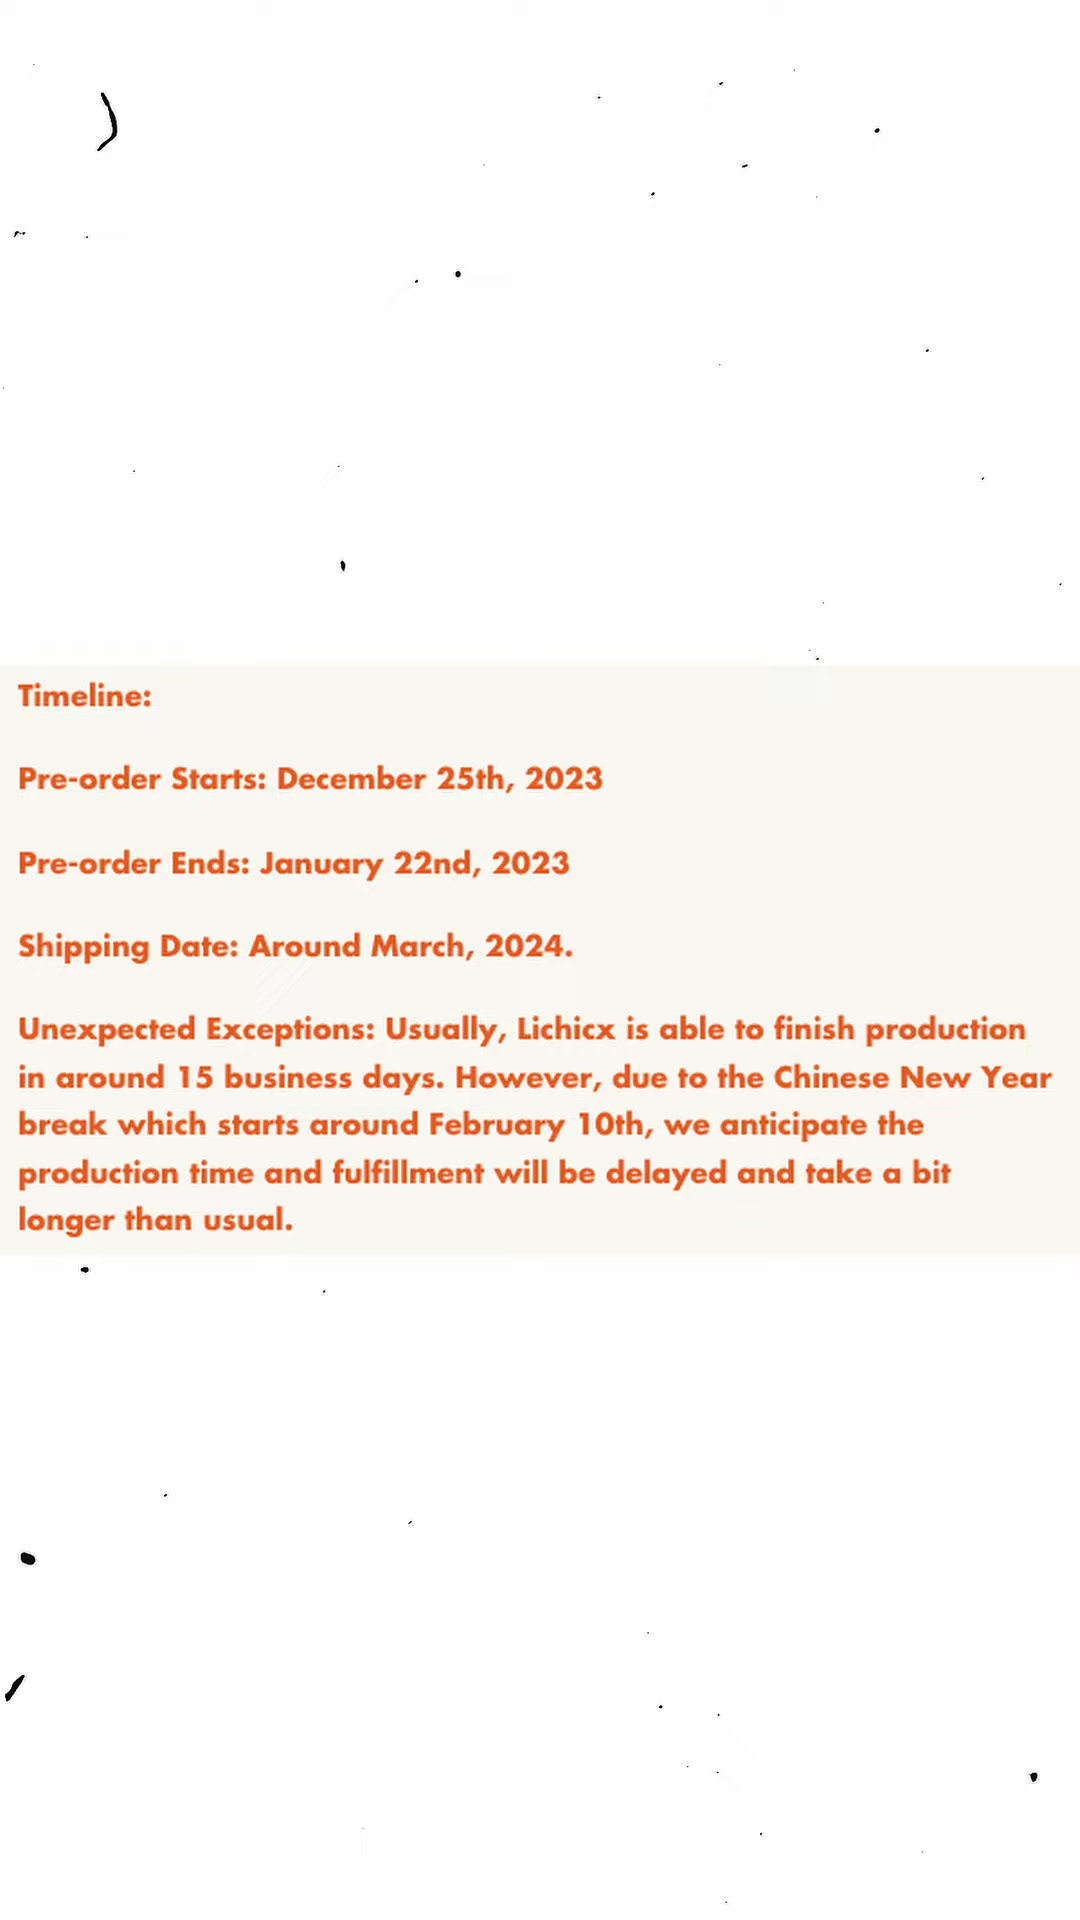 Timeline:
Pre-order Starts: December 25th, 2023
Pre-order Ends: January 22nd, 2023
Shipping Date: Around March, 2024.
Unexpected Exceptions: Usually, Lichicx is able to finish production
in around 15 business days. However, due to the Chinese New Year
break which starts around February 10th, we anticipate the
production time and fulfillment will be delayed and take a bit
longer than usual.